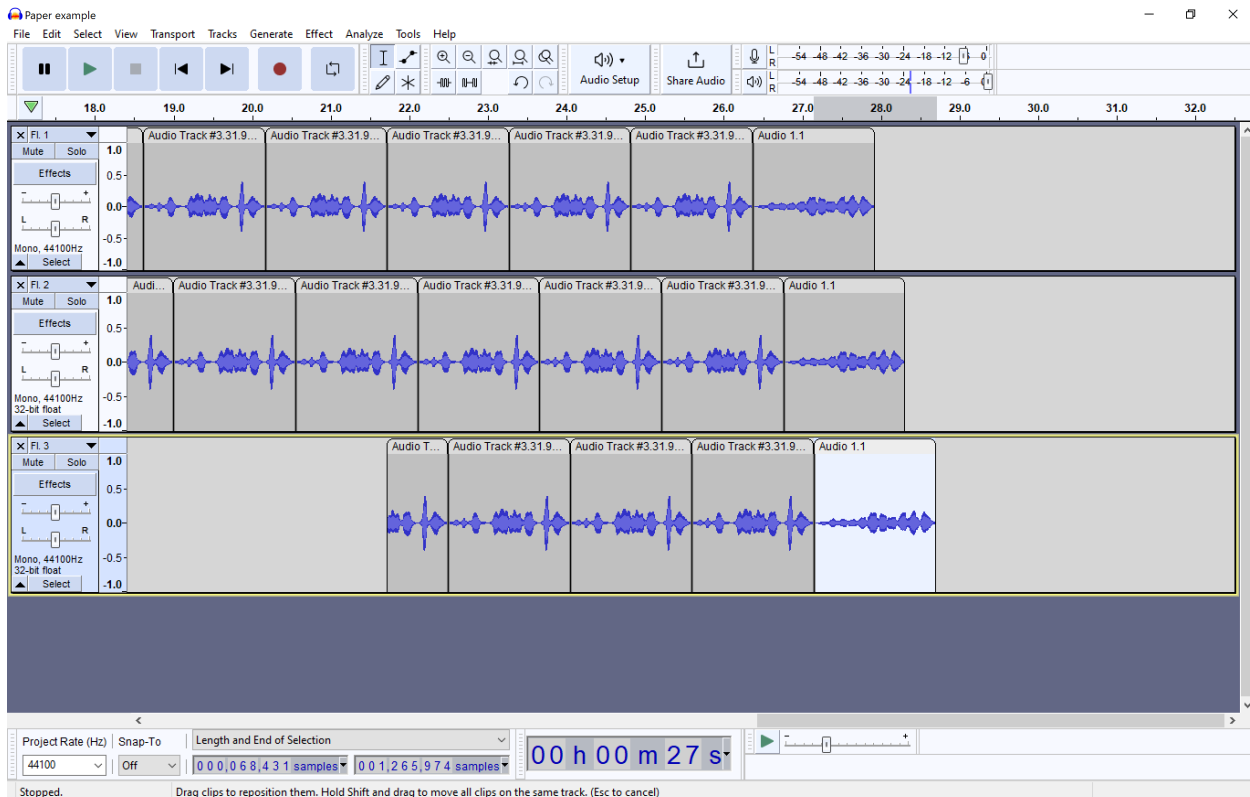 Paper example
File Edit Select View Transport Tracks Generate Effect Analyze Tools Help
Audio Setup
Share Audio
L -54 -48 -42 -36 -30 -24 -18 -12 0
R
L -54 -48 -42 -36 -30 -24 -18 -12 -6
R
18.0 19.0 20.0 21.0 22.0 23.0 24.0 25.0 26.0 27.0 28.0 29.0 30.0 31.0 32.0
Fl. 1
Audio Track #3.31.9... Audio Track #3.31.9... Audio Track #3.31.9... Audio Track #3.31.9... Audio Track #3.31.9... Audio 1.1
Mute Solo
Effects
- +
L R
Mono, 44100Hz
Select
1.0
0.5
0.0
-0.5
-1.0
Fl. 2
Audi... Audio Track #3.31.9... Audio Track #3.31.9... Audio Track #3.31.9... Audio Track #3.31.9... Audio Track #3.31.9... Audio 1.1
Mute Solo
Effects
- +
L R
Mono, 44100Hz
32-bit float
Select
1.0
0.5
0.0
-0.5
-1.0
Fl. 3
Audio T... Audio Track #3.31.9... Audio Track #3.31.9... Audio Track #3.31.9... Audio 1.1
Mute Solo
Effects
- +
L R
Mono, 44100Hz
32-bit float
Select
1.0
0.5
0.0
-0.5
-1.0
Project Rate (Hz) Snap-To Length and End of Selection
44100 Off 000,068,431 samples 001,265,974 samples
00 h 00 m 27 s
- +
Stopped. Drag clips to reposition them. Hold Shift and drag to move all clips on the same track. (Esc to cancel)